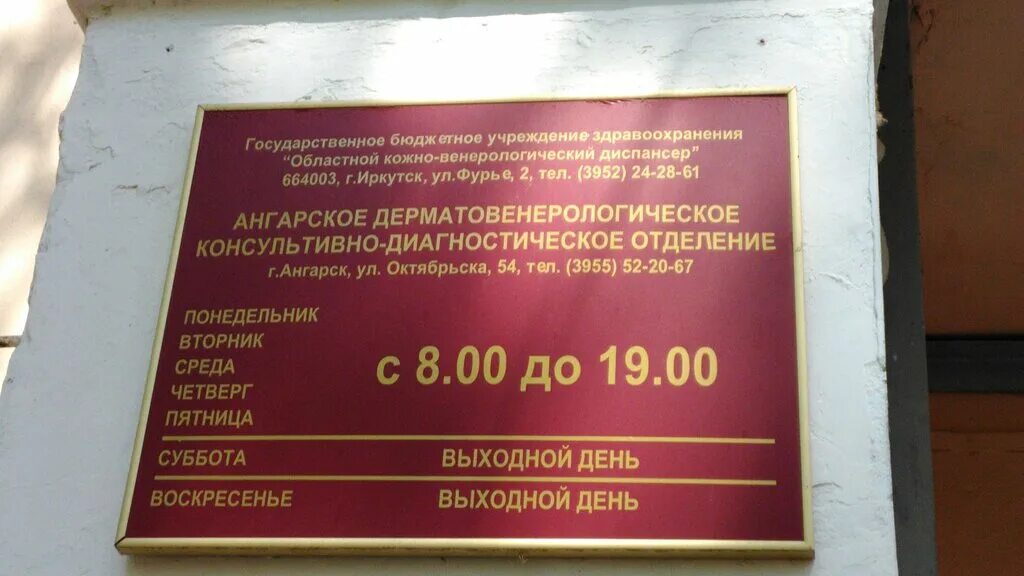 Государственное бюджетное учреждение здравоохранения
"Областной кожно-венерологический диспансер"
664003, г.Иркутск, ул.Фурье, 2, тел. (3952) 24-28-61
АНГАРСКОЕ ДЕРМАТОВЕНЕРОЛОГИЧЕСКОЕ
КОНСУЛЬТИВНО-ДИАГНОСТИЧЕСКОЕ ОТДЕЛЕНИЕ
г.Ангарск, ул. Октябрьска, 54, тел. (3955) 52-20-67
ПОНЕДЕЛЬНИК
ВТОРНИК
СРЕДА
ЧЕТВЕРГ
ПЯТНИЦА
с 8.00 до 19.00
СУББОТА ВЫХОДНОЙ ДЕНЬ
ВОСКРЕСЕНЬЕ ВЫХОДНОЙ ДЕНЬ